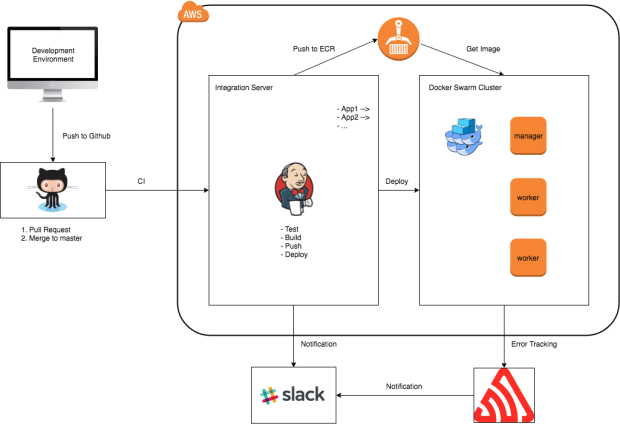 AWS
Development
Environment
Push to ECR
Get Image
Integration Server
Docker Swarm Cluster
- App1 -->
- App2 -->
- ...
manager
Push to Github
CI
Deploy
worker
1. Pull Request
2. Merge to master
- Test
- Build
- Push
- Deploy
worker
Notification
Error Tracking
slack
Notification